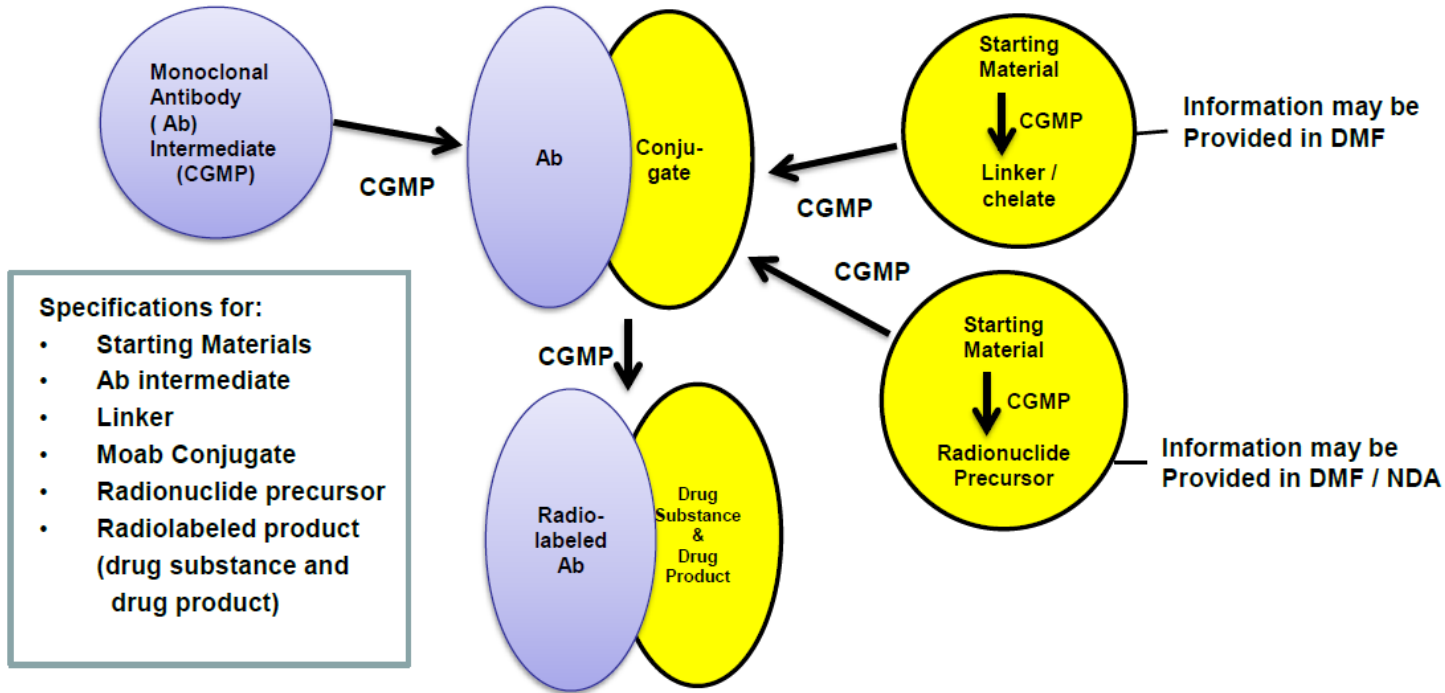 Monoclonal
Antibody
( Ab)
Intermediate
(CGMP)
CGMP
Ab
Conju-
gate
Starting
Material
CGMP
Linker /
chelate
Information may be
Provided in DMF
CGMP
CGMP
Starting
Material
CGMP
Radionuclide
Precursor
Information may be
Provided in DMF / NDA
CGMP
Radio-
labeled
Ab
Drug
Substance
&
Drug
Product
Specifications for:
• Starting Materials
• Ab intermediate
• Linker
• Moab Conjugate
• Radionuclide precursor
• Radiolabeled product
(drug substance and
drug product)